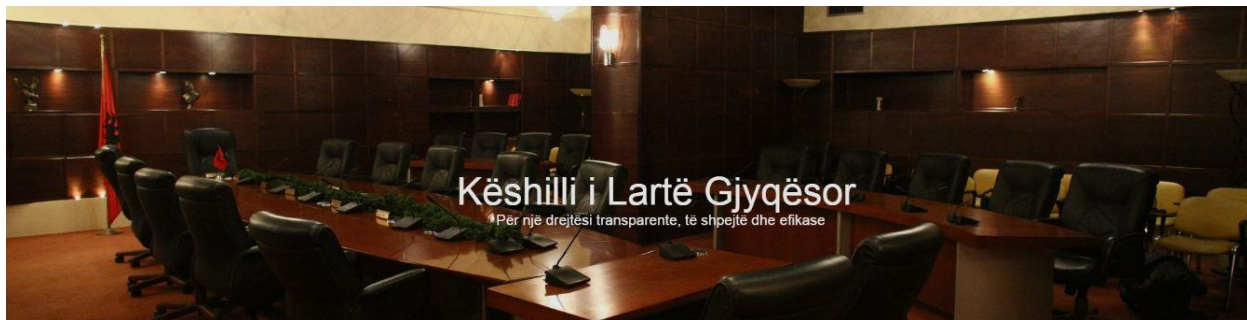 Këshilli i Lartë Gjyqësor
Për një drejtësi transparente, të shpejtë dhe efikase